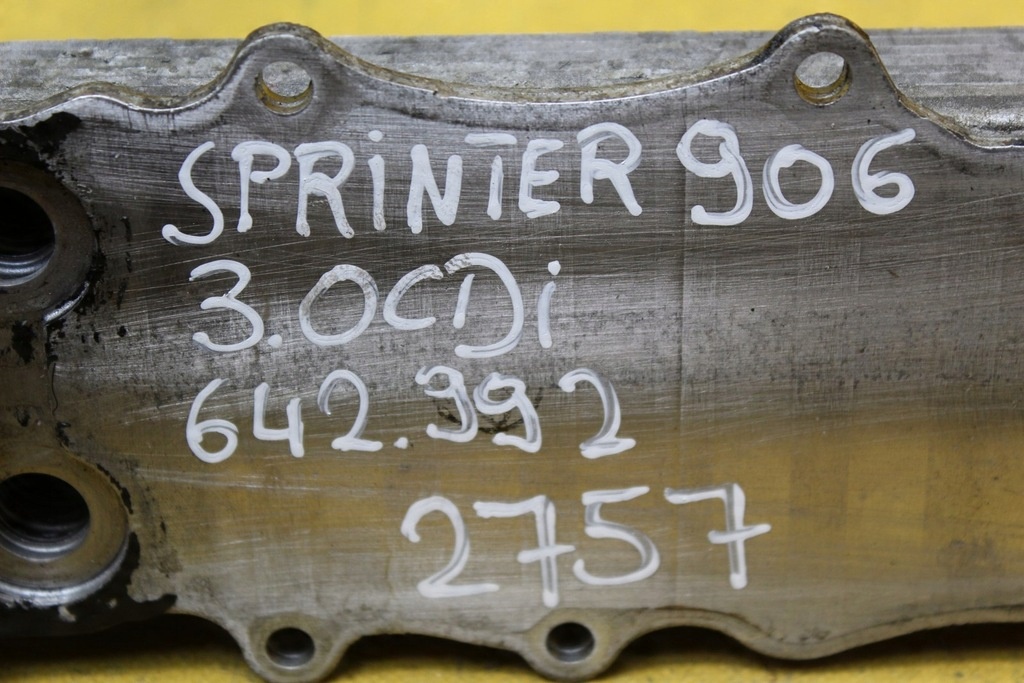 SPRiNTER 906
3.0CDi
642.992
2757